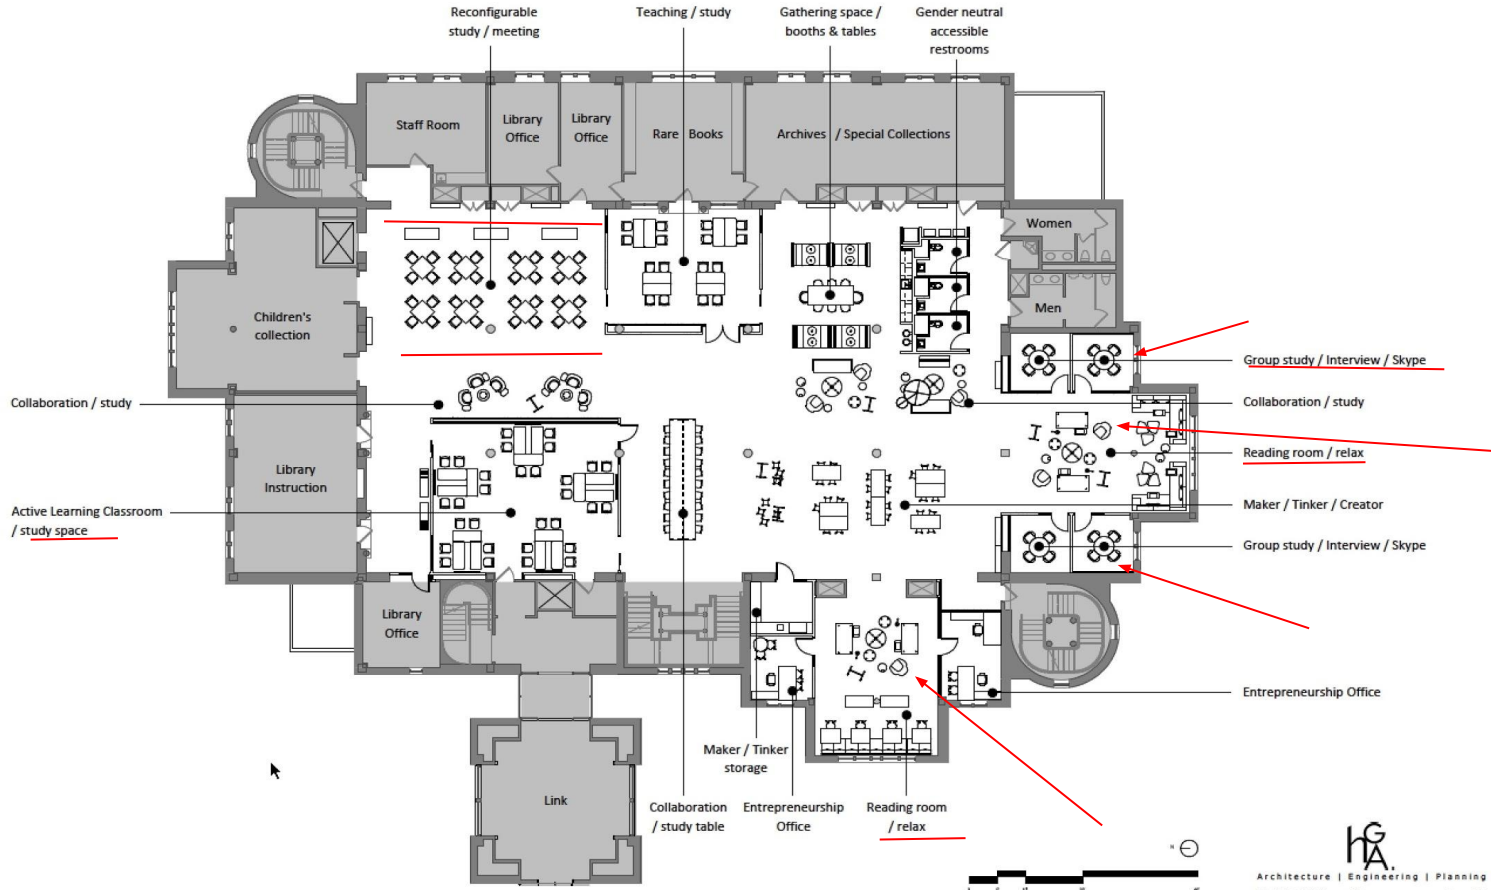 Reconfigurable
study / meeting
Teaching / study
Gathering space /
booths & tables
Gender neutral
accessible
restrooms
Staff Room
Library
Office
Library
Office
Rare Books
Archives / Special Collections
Women
Men
Children's
collection
Group study / Interview / Skype
Collaboration / study
Collaboration / study
Reading room / relax
Library
Instruction
Active Learning Classroom
/ study space
Maker / Tinker / Creator
Group study / Interview / Skype
Library
Office
Entrepreneurship Office
Maker / Tinker
storage
Link
Collaboration
/ study table
Entrepreneurship
Office
Reading room
/ relax
N
hGA.
Architecture | Engineering | Planning